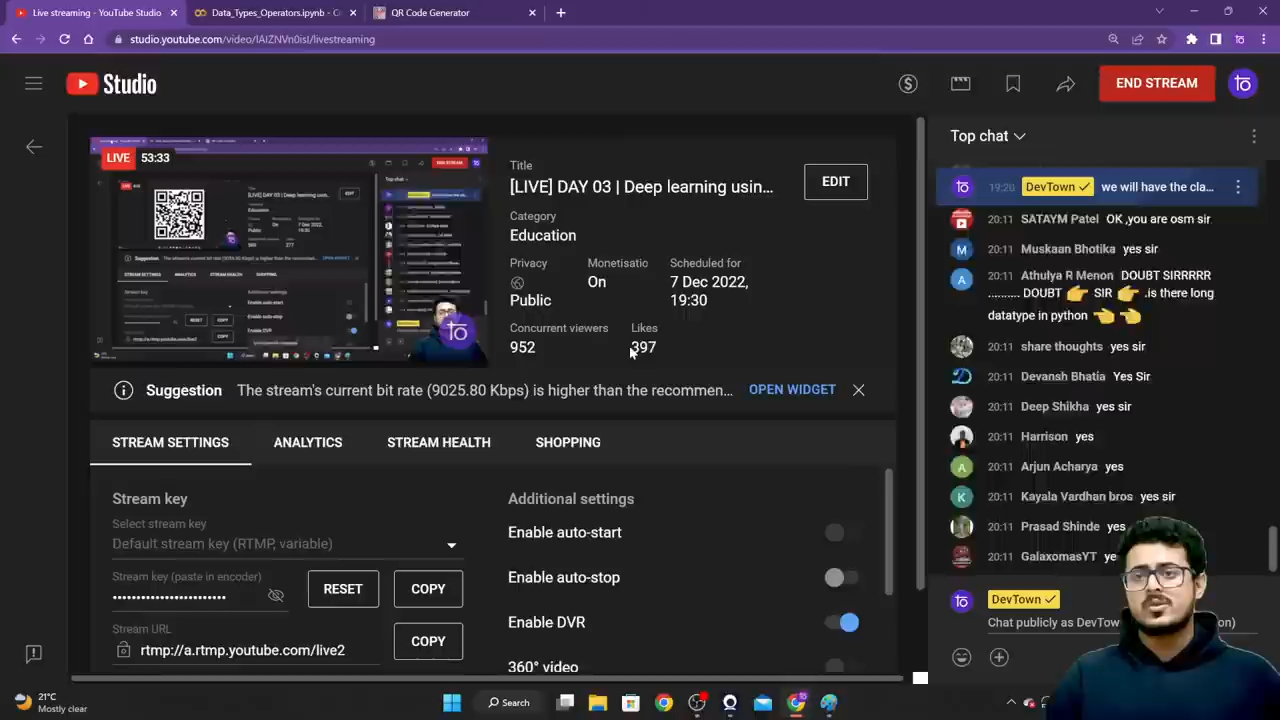 Live streaming - YouTube Studio
Data_Types_Operators.ipynb - C
QR Code Generator
studio.youtube.com/video/lAIZNVn0isI/livestreaming
Studio
END STREAM
LIVE 53:33
Title
[LIVE] DAY 03 | Deep learning usin...
EDIT
Category
Education
Privacy
Public
Monetisatio
On
Scheduled for
7 Dec 2022,
19:30
Concurrent viewers
952
Likes
397
Suggestion The stream's current bit rate (9025.80 Kbps) is higher than the recommen... OPEN WIDGET
STREAM SETTINGS ANALYTICS STREAM HEALTH SHOPPING
Stream key
Select stream key
Default stream key (RTMP, variable)
Stream key (paste in encoder)
RESET COPY
Stream URL
rtmp://a.rtmp.youtube.com/live2
COPY
Additional settings
Enable auto-start
Enable auto-stop
Enable DVR
360° video
Top chat
19:20 DevTown we will have the cla...
20:11 SATAYM Patel OK ,you are osm sir
20:11 Muskaan Bhotika yes sir
20:11 Athulya R Menon DOUBT SIRRRRR
.......... DOUBT 👉 SIR 👉 .is there long
datatype in python 👈 👈
20:11 share thoughts yes sir
20:11 Devansh Bhatia Yes Sir
20:11 Deep Shikha yes sir
20:11 Harrison yes
20:11 Arjun Acharya yes
20:11 Kayala Vardhan bros yes sir
20:11 Prasad Shinde yes
20:11 GalaxomasYT yes
DevTown
Chat publicly as DevTow
21°C
Mostly clear
Search